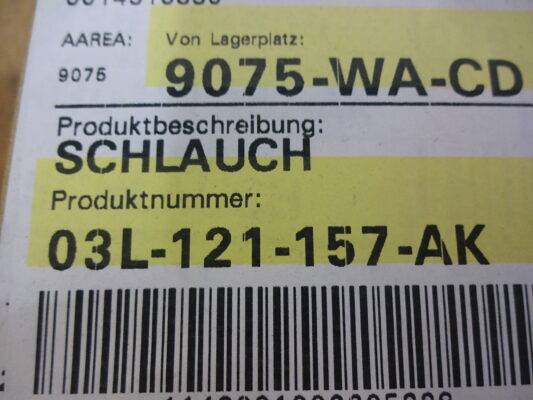 AAREA: Von Lagerplatz:
9075 9075-WA-CD
Produktbeschreibung:
SCHLAUCH
Produktnummer:
03L-121-157-AK